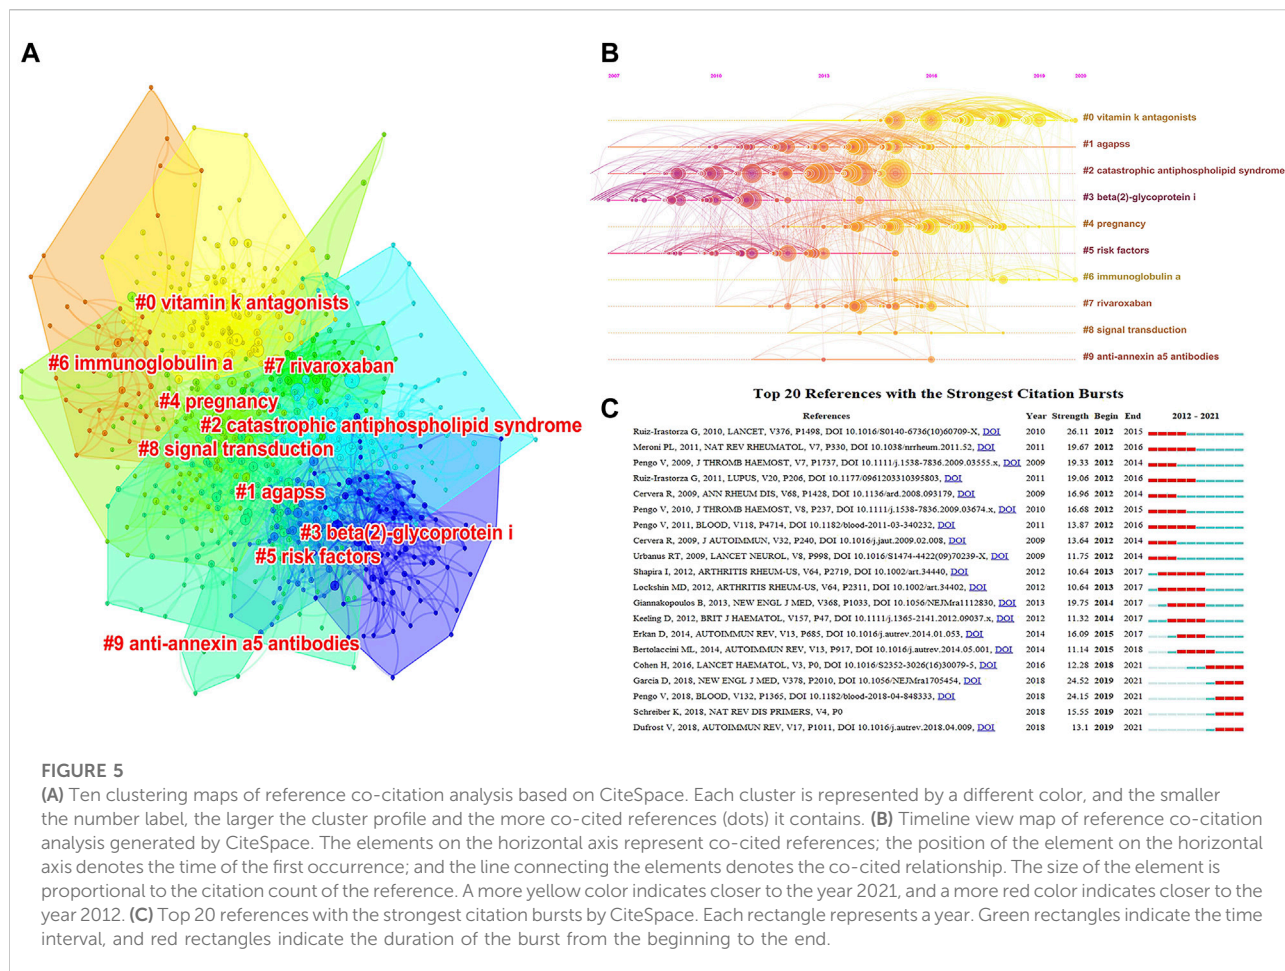 A
#0 vitamin k antagonists
#6 immunoglobulin a
#7 rivaroxaban
#4 pregnancy
#2 catastrophic antiphospholipid syndrome
#8 signal transduction
#1 agapss
#3 beta(2)-glycoprotein i
#5 risk factors
#9 anti-annexin a5 antibodies
B
2007 2010 2013 2016 2019 2020
#0 vitamin k antagonists
#1 agapss
#2 catastrophic antiphospholipid syndrome
#3 beta(2)-glycoprotein i
#4 pregnancy
#5 risk factors
#6 immunoglobulin a
#7 rivaroxaban
#8 signal transduction
#9 anti-annexin a5 antibodies
C
Top 20 References with the Strongest Citation Bursts
References Year Strength Begin End 2012 - 2021
Ruiz-Irastorza G, 2010, LANCET, V376, P1498, DOI 10.1016/S0140-6736(10)60709-X, DOI 2010 26.11 2012 2015
Meroni PL, 2011, NAT REV RHEUMATOL, V7, P330, DOI 10.1038/nrrheum.2011.52, DOI 2011 19.67 2012 2016
Pengo V, 2009, J THROMB HAEMOST, V7, P1737, DOI 10.1111/j.1538-7836.2009.03555.x, DOI 2009 19.33 2012 2014
Ruiz-Irastorza G, 2011, LUPUS, V20, P206, DOI 10.1177/0961203310395803, DOI 2011 19.06 2012 2016
Cervera R, 2009, ANN RHEUM DIS, V68, P1428, DOI 10.1136/ard.2008.093179, DOI 2009 16.96 2012 2014
Pengo V, 2010, J THROMB HAEMOST, V8, P237, DOI 10.1111/j.1538-7836.2009.03674.x, DOI 2010 16.68 2012 2015
Pengo V, 2011, BLOOD, V118, P4714, DOI 10.1182/blood-2011-03-340232, DOI 2011 13.87 2012 2016
Cervera R, 2009, J AUTOIMMUN, V32, P240, DOI 10.1016/j.jaut.2009.02.008, DOI 2009 13.64 2012 2014
Urbanus RT, 2009, LANCET NEUROL, V8, P998, DOI 10.1016/S1474-4422(09)70239-X, DOI 2009 11.75 2012 2014
Shapira I, 2012, ARTHRITIS RHEUM-US, V64, P2719, DOI 10.1002/art.34440, DOI 2012 10.64 2013 2017
Lockshin MD, 2012, ARTHRITIS RHEUM-US, V64, P2311, DOI 10.1002/art.34402, DOI 2012 10.64 2013 2017
Giannakopoulos B, 2013, NEW ENGL J MED, V368, P1033, DOI 10.1056/NEJMra1112830, DOI 2013 19.75 2014 2017
Keeling D, 2012, BRIT J HAEMATOL, V157, P47, DOI 10.1111/j.1365-2141.2012.09037.x, DOI 2012 11.32 2014 2017
Erkan D, 2014, AUTOIMMUN REV, V13, P685, DOI 10.1016/j.autrev.2014.01.053, DOI 2014 16.09 2015 2017
Bertolaccini ML, 2014, AUTOIMMUN REV, V13, P917, DOI 10.1016/j.autrev.2014.05.001, DOI 2014 11.14 2015 2018
Cohen H, 2016, LANCET HAEMATOL, V3, P0, DOI 10.1016/S2352-3026(16)30079-5, DOI 2016 12.28 2018 2021
Garcia D, 2018, NEW ENGL J MED, V378, P2010, DOI 10.1056/NEJMra1705454, DOI 2018 24.52 2019 2021
Pengo V, 2018, BLOOD, V132, P1365, DOI 10.1182/blood-2018-04-848333, DOI 2018 24.15 2019 2021
Schreiber K, 2018, NAT REV DIS PRIMERS, V4, P0 2018 15.55 2019 2021
Dufrost V, 2018, AUTOIMMUN REV, V17, P1011, DOI 10.1016/j.autrev.2018.04.009, DOI 2018 13.1 2019 2021
FIGURE 5
(A) Ten clustering maps of reference co-citation analysis based on CiteSpace. Each cluster is represented by a different color, and the smaller
the number label, the larger the cluster profile and the more co-cited references (dots) it contains. (B) Timeline view map of reference co-citation
analysis generated by CiteSpace. The elements on the horizontal axis represent co-cited references; the position of the element on the horizontal
axis denotes the time of the first occurrence; and the line connecting the elements denotes the co-cited relationship. The size of the element is
proportional to the citation count of the reference. A more yellow color indicates closer to the year 2021, and a more red color indicates closer to the
year 2012. (C) Top 20 references with the strongest citation bursts by CiteSpace. Each rectangle represents a year. Green rectangles indicate the time
interval, and red rectangles indicate the duration of the burst from the beginning to the end.